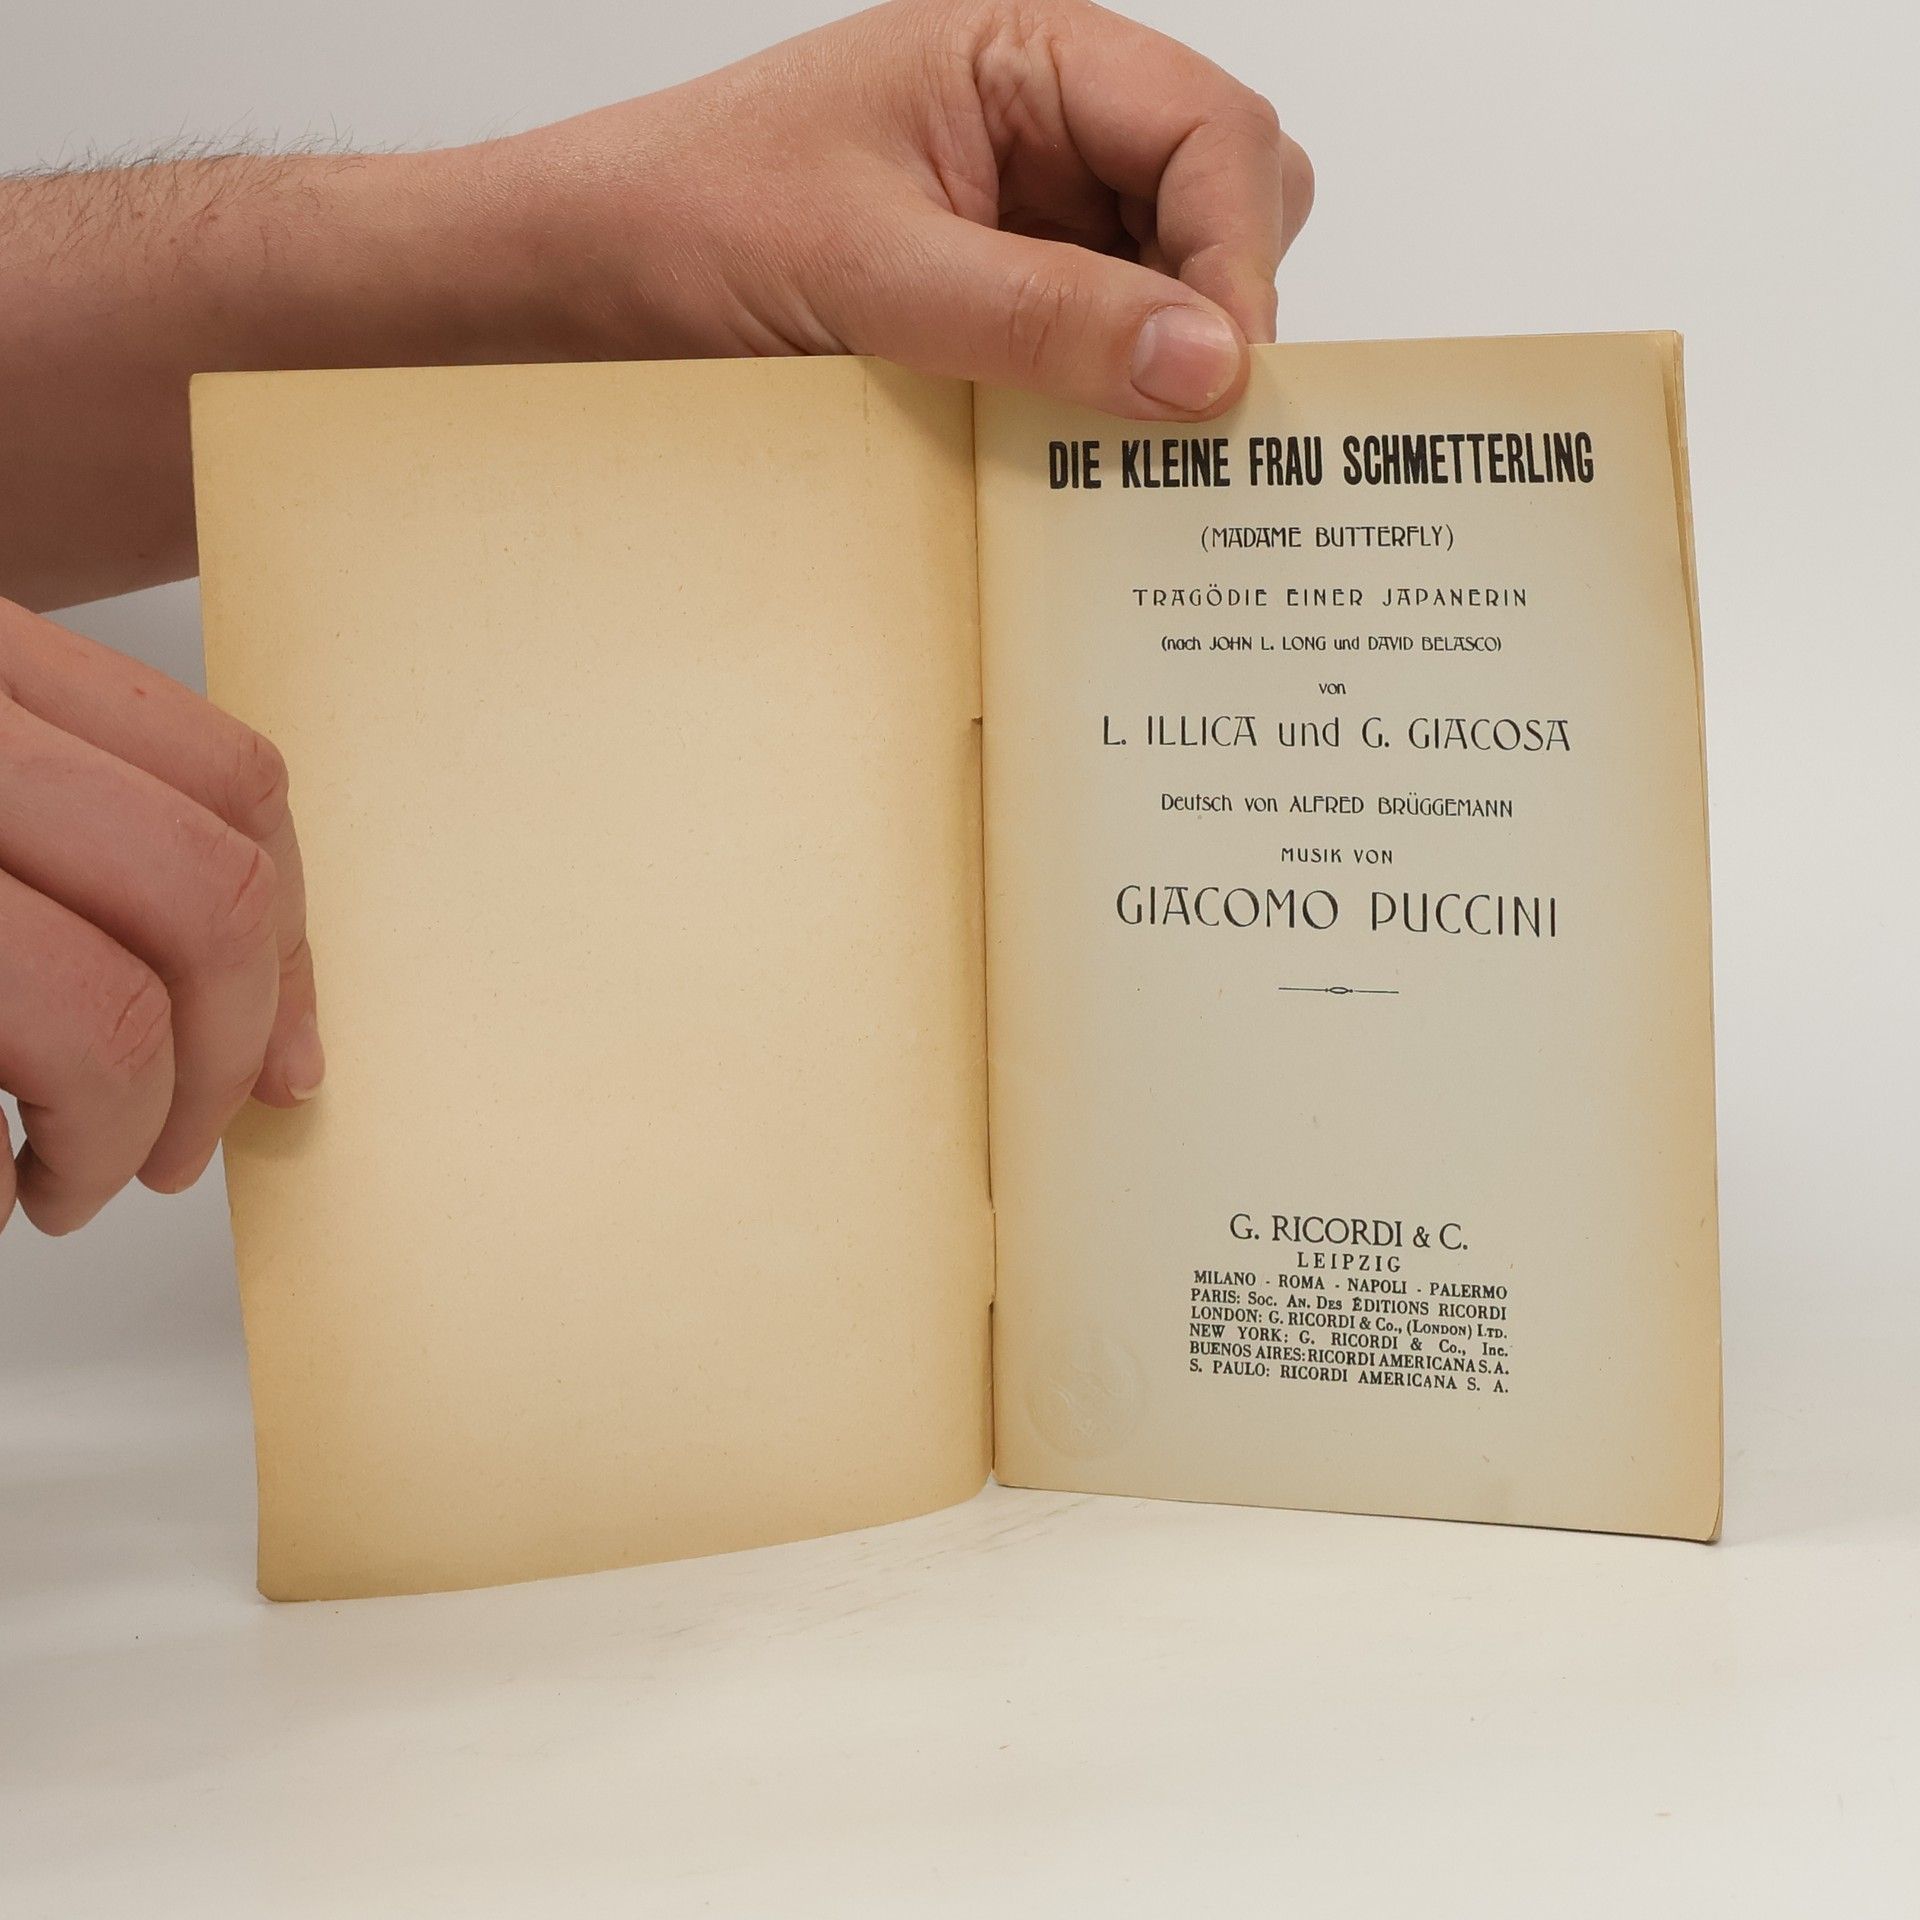 DIE KLEINE FRAU SCHMETTERLING
(MADAME BUTTERFLY)
TRAGÖDIE EINER JAPANERIN
(nach JOHN L. LONG und DAVID BELASCO)
von
L. ILLICA und G. GIACOSA
Deutsch von ALFRED BRÜGGEMANN
MUSIK VON
GIACOMO PUCCINI
G. RICORDI & C.
LEIPZIG
MILANO - ROMA - NAPOLI - PALERMO
PARIS: Soc. An. Des ÉDITIONS RICORDI
LONDON: G. RICORDI & Co., (London) Ltd.
NEW YORK: G. RICORDI & Co., Inc.
BUENOS AIRES: RICORDI AMERICANA S. A.
S. PAULO: RICORDI AMERICANA S. A.